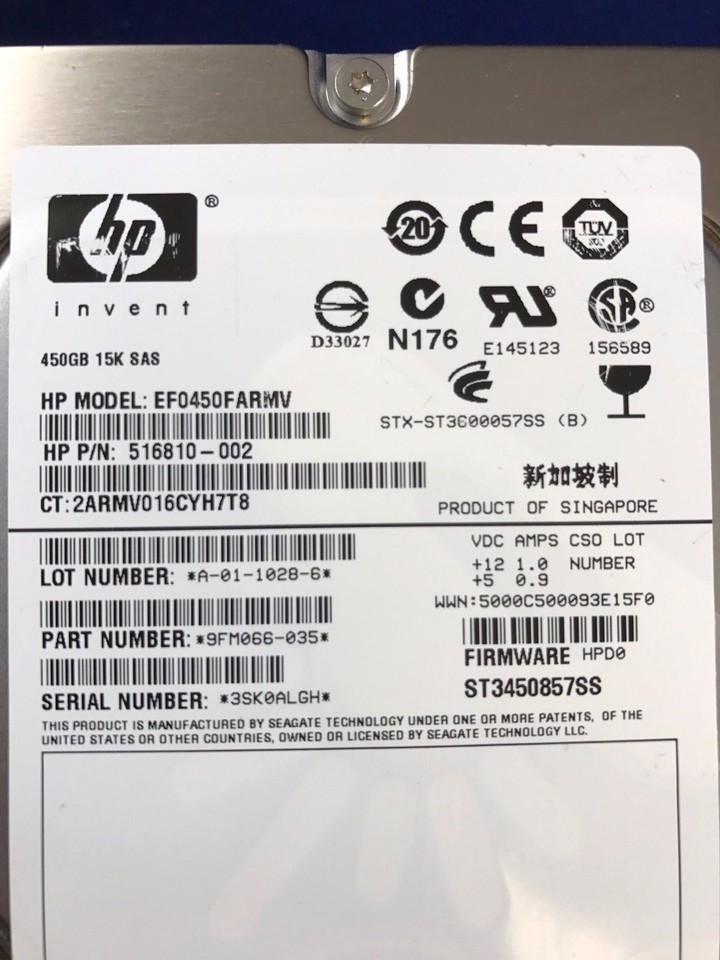 hp ®
invent
20 CE TÜV
D33027 N176 E145123 156589
450GB 15K SAS
HP MODEL: EF0450FARMV
STX-ST3600057SS (B)
HP P/N: 516810-002
新加坡制
CT:2ARMV016CYH7T8
PRODUCT OF SINGAPORE
LOT NUMBER: *A-01-1028-6*
VDC AMPS CSO LOT
+12 1.0 NUMBER
+5 0.9
WWN:5000C500093E15F0
PART NUMBER: *9FM066-035*
FIRMWARE HPD0
SERIAL NUMBER: *3SK0ALGH*
ST3450857SS
THIS PRODUCT IS MANUFACTURED BY SEAGATE TECHNOLOGY UNDER ONE OR MORE PATENTS, OF THE
UNITED STATES OR OTHER COUNTRIES, OWNED OR LICENSED BY SEAGATE TECHNOLOGY LLC.